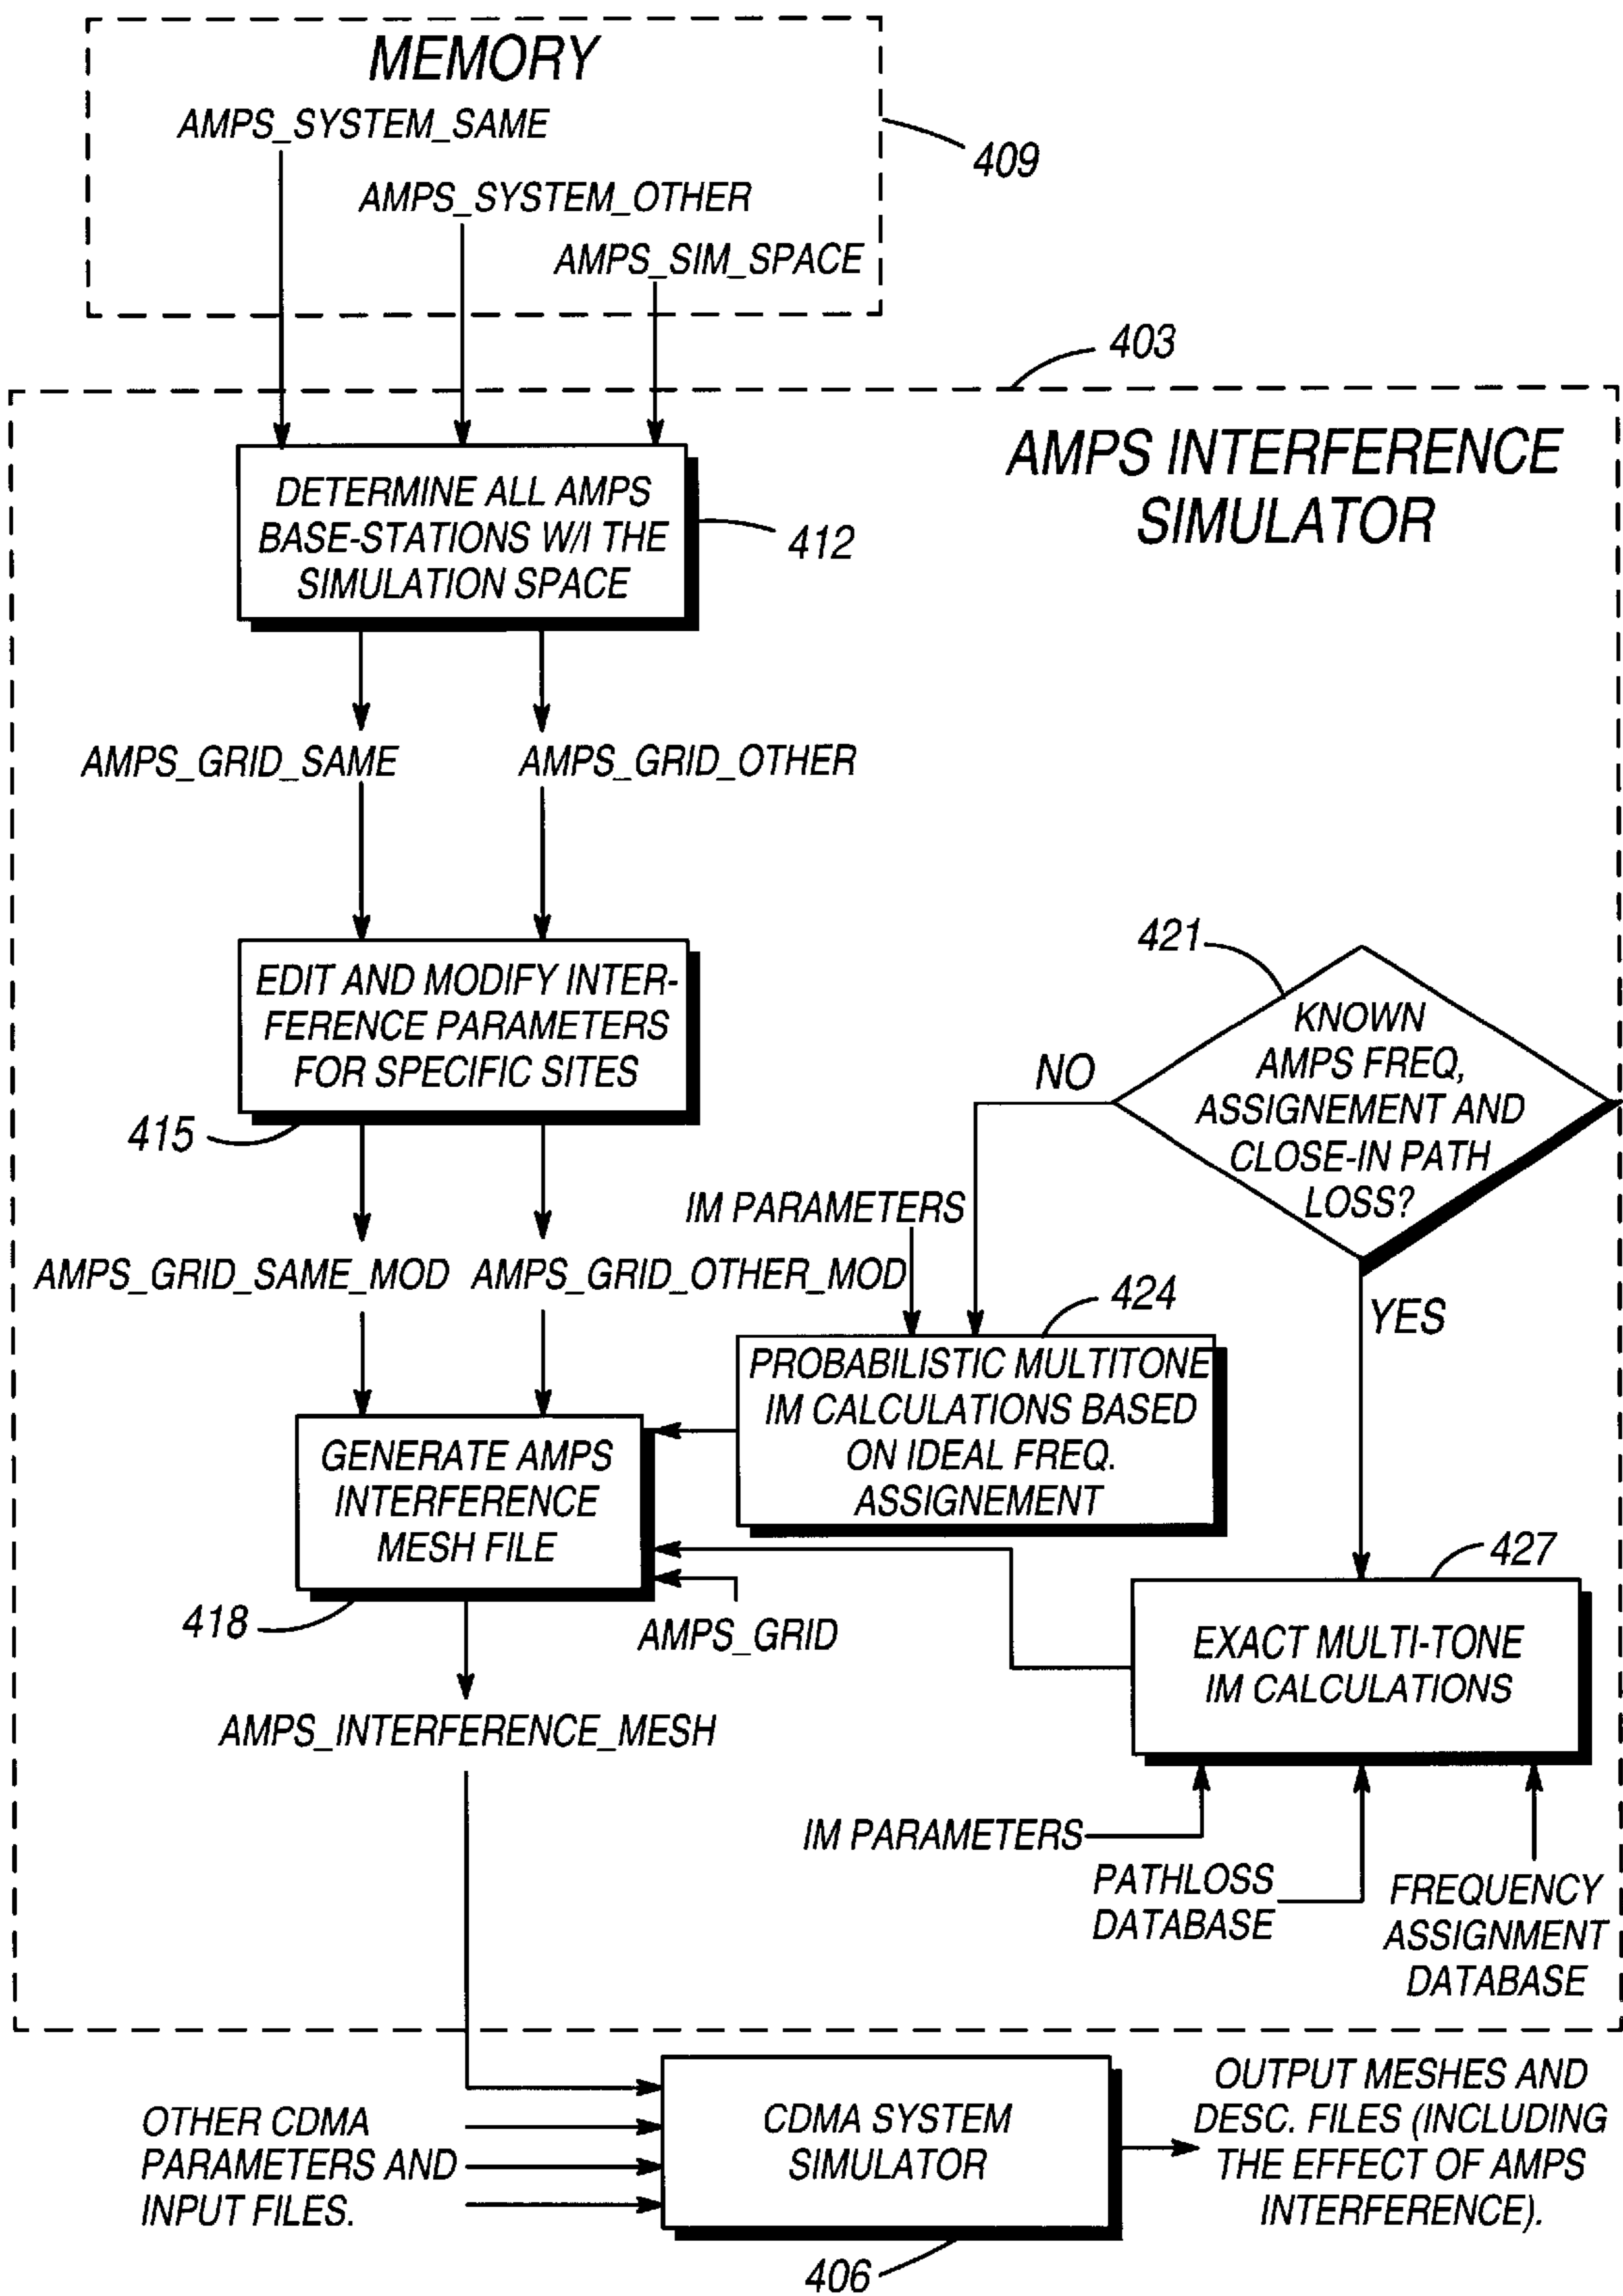 MEMORY
AMPS_SYSTEM_SAME
AMPS_SYSTEM_OTHER
AMPS_SIM_SPACE
409
403
AMPS INTERFERENCE
SIMULATOR
DETERMINE ALL AMPS
BASE-STATIONS W/I THE
SIMULATION SPACE
412
AMPS_GRID_SAME
AMPS_GRID_OTHER
EDIT AND MODIFY INTER-
FERENCE PARAMETERS
FOR SPECIFIC SITES
415
421
KNOWN
AMPS FREQ,
ASSIGNEMENT AND
CLOSE-IN PATH
LOSS?
NO
YES
IM PARAMETERS
AMPS_GRID_SAME_MOD
AMPS_GRID_OTHER_MOD
424
PROBABILISTIC MULTITONE
IM CALCULATIONS BASED
ON IDEAL FREQ.
ASSIGNEMENT
GENERATE AMPS
INTERFERENCE
MESH FILE
418
AMPS_GRID
427
EXACT MULTI-TONE
IM CALCULATIONS
AMPS_INTERFERENCE_MESH
IM PARAMETERS
PATHLOSS
DATABASE
FREQUENCY
ASSIGNMENT
DATABASE
OTHER CDMA
PARAMETERS AND
INPUT FILES.
CDMA SYSTEM
SIMULATOR
406
OUTPUT MESHES AND
DESC. FILES (INCLUDING
THE EFFECT OF AMPS
INTERFERENCE).